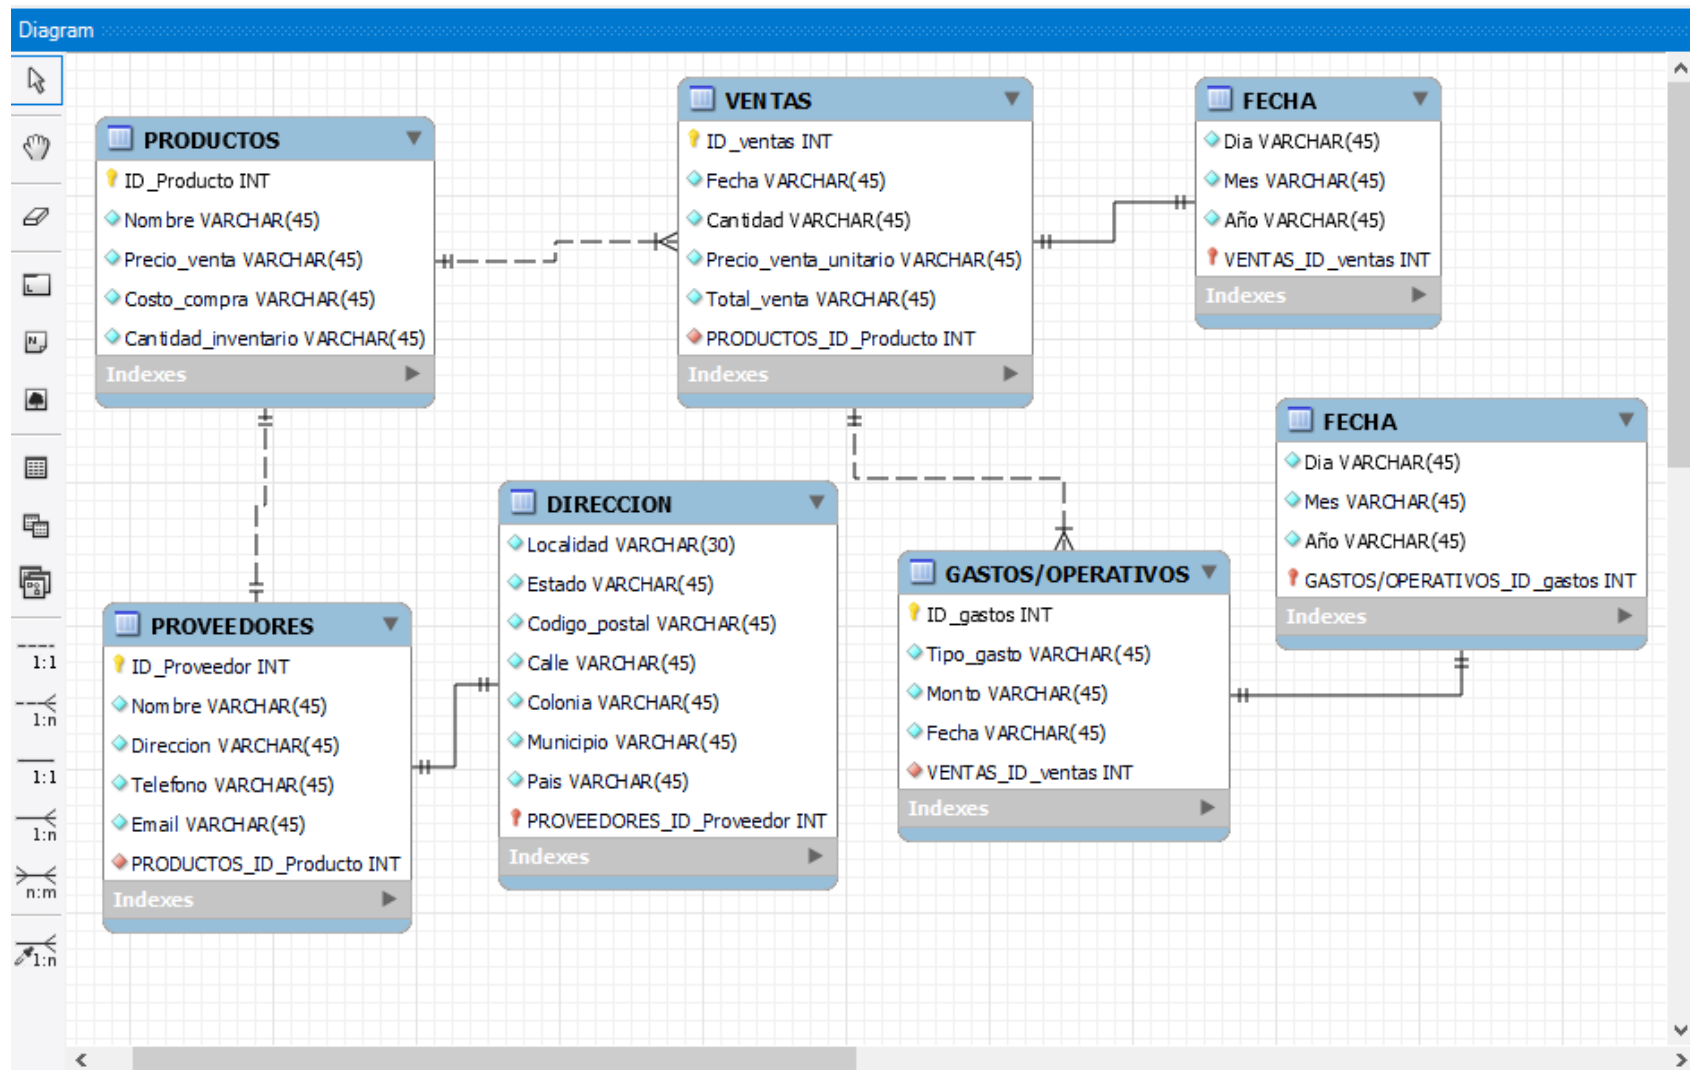 Diagram
PRODUCTOS
ID_Producto INT
Nombre VARCHAR(45)
Precio_venta VARCHAR(45)
Costo_compra VARCHAR(45)
Cantidad_inventario VARCHAR(45)
Indexes
VENTAS
ID_ventas INT
Fecha VARCHAR(45)
Cantidad VARCHAR(45)
Precio_venta_unitario VARCHAR(45)
Total_venta VARCHAR(45)
PRODUCTOS_ID_Producto INT
Indexes
FECHA
Dia VARCHAR(45)
Mes VARCHAR(45)
Año VARCHAR(45)
VENTAS_ID_ventas INT
Indexes
FECHA
Dia VARCHAR(45)
Mes VARCHAR(45)
Año VARCHAR(45)
GASTOS/OPERATIVOS_ID_gastos INT
Indexes
DIRECCION
Localidad VARCHAR(30)
Estado VARCHAR(45)
Codigo_postal VARCHAR(45)
Calle VARCHAR(45)
Colonia VARCHAR(45)
Municipio VARCHAR(45)
Pais VARCHAR(45)
PROVEEDORES_ID_Proveedor INT
Indexes
GASTOS/OPERATIVOS
ID_gastos INT
Tipo_gasto VARCHAR(45)
Monto VARCHAR(45)
Fecha VARCHAR(45)
VENTAS_ID_ventas INT
Indexes
PROVEEDORES
ID_Proveedor INT
Nombre VARCHAR(45)
Direccion VARCHAR(45)
Telefono VARCHAR(45)
Email VARCHAR(45)
PRODUCTOS_ID_Producto INT
Indexes
1:1
1:n
1:1
1:n
n:m
1:n